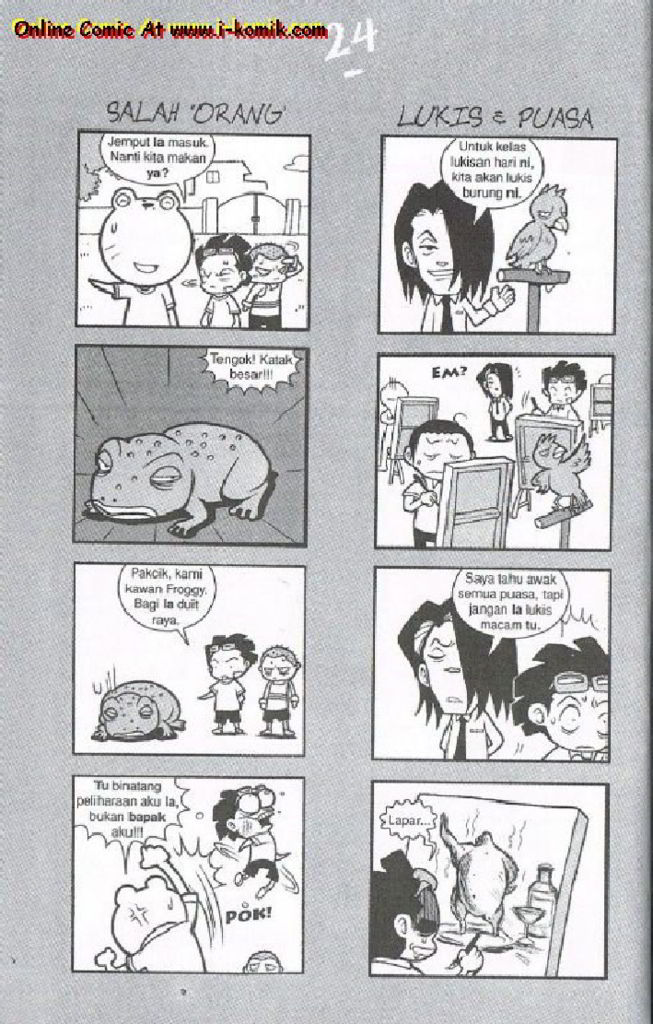 Online Comic At www.i-komik.com
24
SALAH 'ORANG'
Jemput la masuk.
Nanti kita makan
ya?
Tengok! Katak
besar!!!
Pakcik, kami
kawan Froggy.
Bagi la duit
raya.
Tu binatang
peliharaan aku la,
bukan bapak
aku!!!
POK!
LUKIS & PUASA
Untuk kelas
lukisan hari ni,
kita akan lukis
burung ni.
EM?
Saya tahu awak
semua puasa, tapi
jangan la lukis
macam tu.
Lapar...